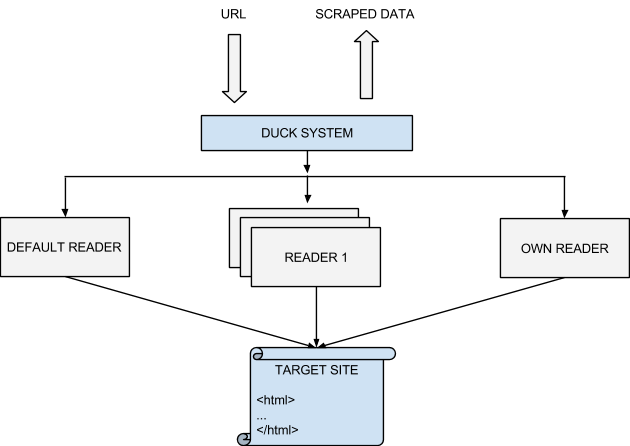 URL
SCRAPED DATA
DUCK SYSTEM
DEFAULT READER
READER 1
OWN READER
TARGET SITE
<html>
...
</html>